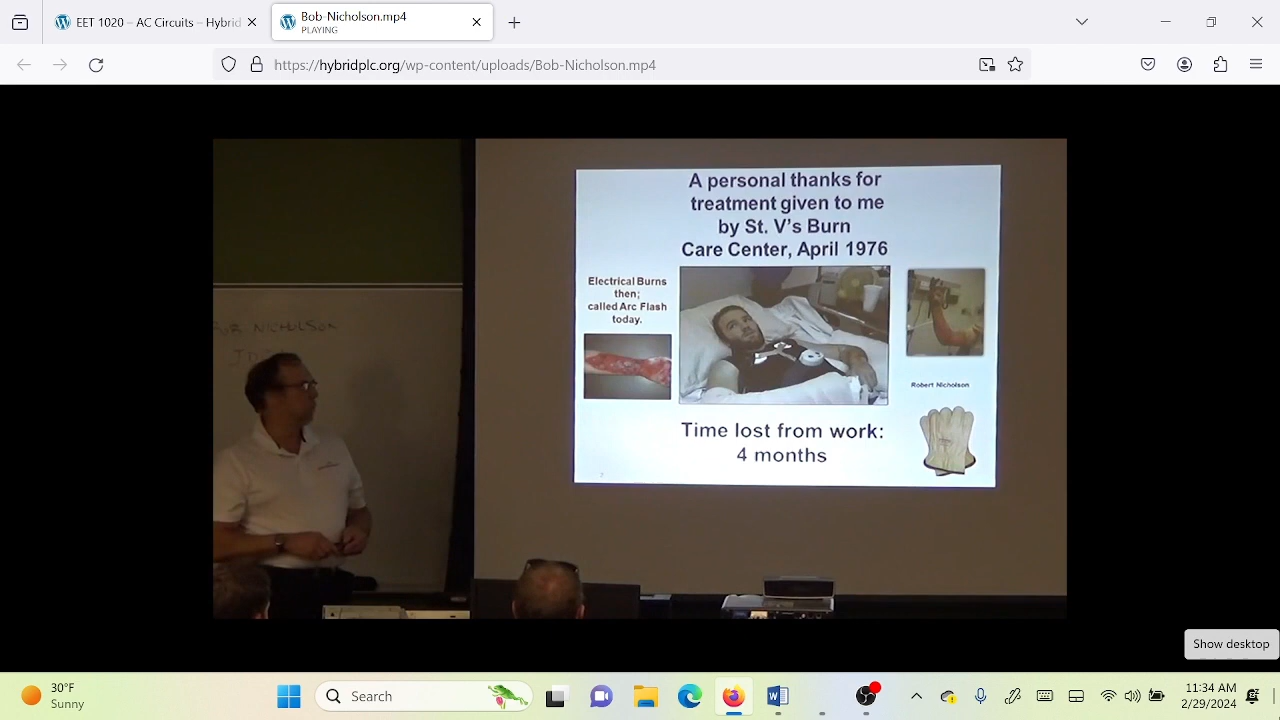 EET 1020 – AC Circuits – Hybrid
Bob-Nicholson.mp4
PLAYING
https://hybridplc.org/wp-content/uploads/Bob-Nicholson.mp4
A personal thanks for
treatment given to me
by St. V's Burn
Care Center, April 1976
Electrical Burns
then;
called Arc Flash
today.
NICHOLSON
Robert Nicholson
Time lost from work:
4 months
7
Show desktop
30°F
Sunny
Search
11:34 AM
2/29/2024